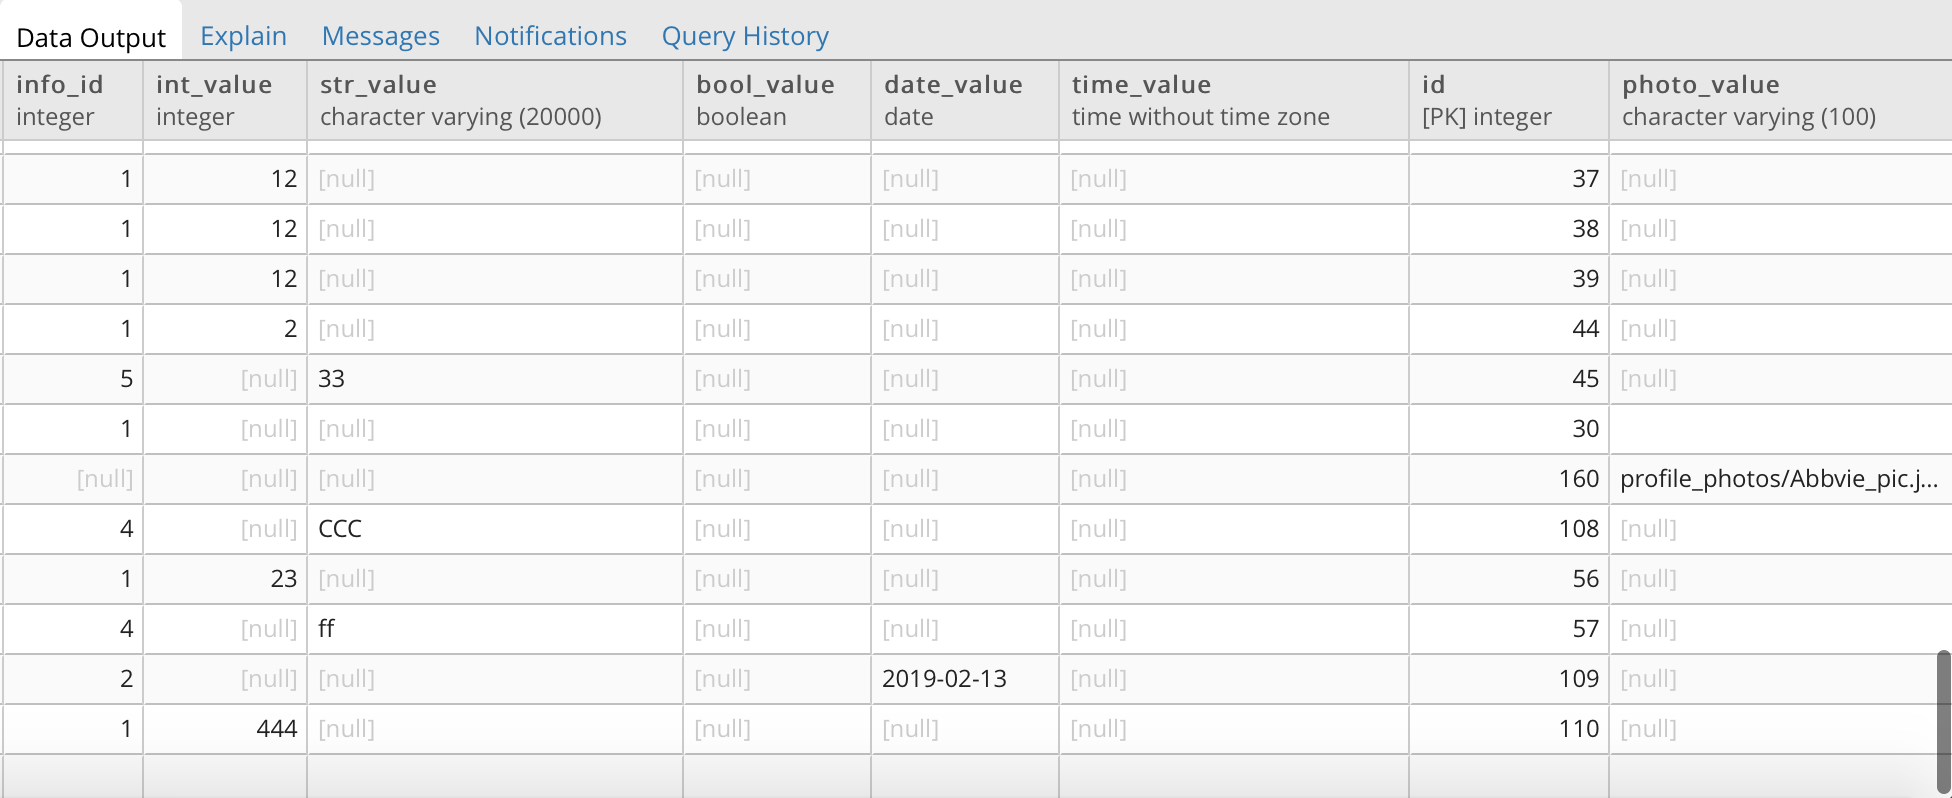 Data Output Explain Messages Notifications Query History
info_id int_value str_value bool_value date_value time_value id photo_value
integer integer character varying (20000) boolean date time without time zone [PK] integer character varying (100)
1 12 [null] [null] [null] [null] 37 [null]
1 12 [null] [null] [null] [null] 38 [null]
1 12 [null] [null] [null] [null] 39 [null]
1 2 [null] [null] [null] [null] 44 [null]
5 [null] 33 [null] [null] [null] 45 [null]
1 [null] [null] [null] [null] [null] 30
[null] [null] [null] [null] [null] [null] 160 profile_photos/Abbvie_pic.j...
4 [null] CCC [null] [null] [null] 108 [null]
1 23 [null] [null] [null] [null] 56 [null]
4 [null] ff [null] [null] [null] 57 [null]
2 [null] [null] [null] 2019-02-13 [null] 109 [null]
1 444 [null] [null] [null] [null] 110 [null]